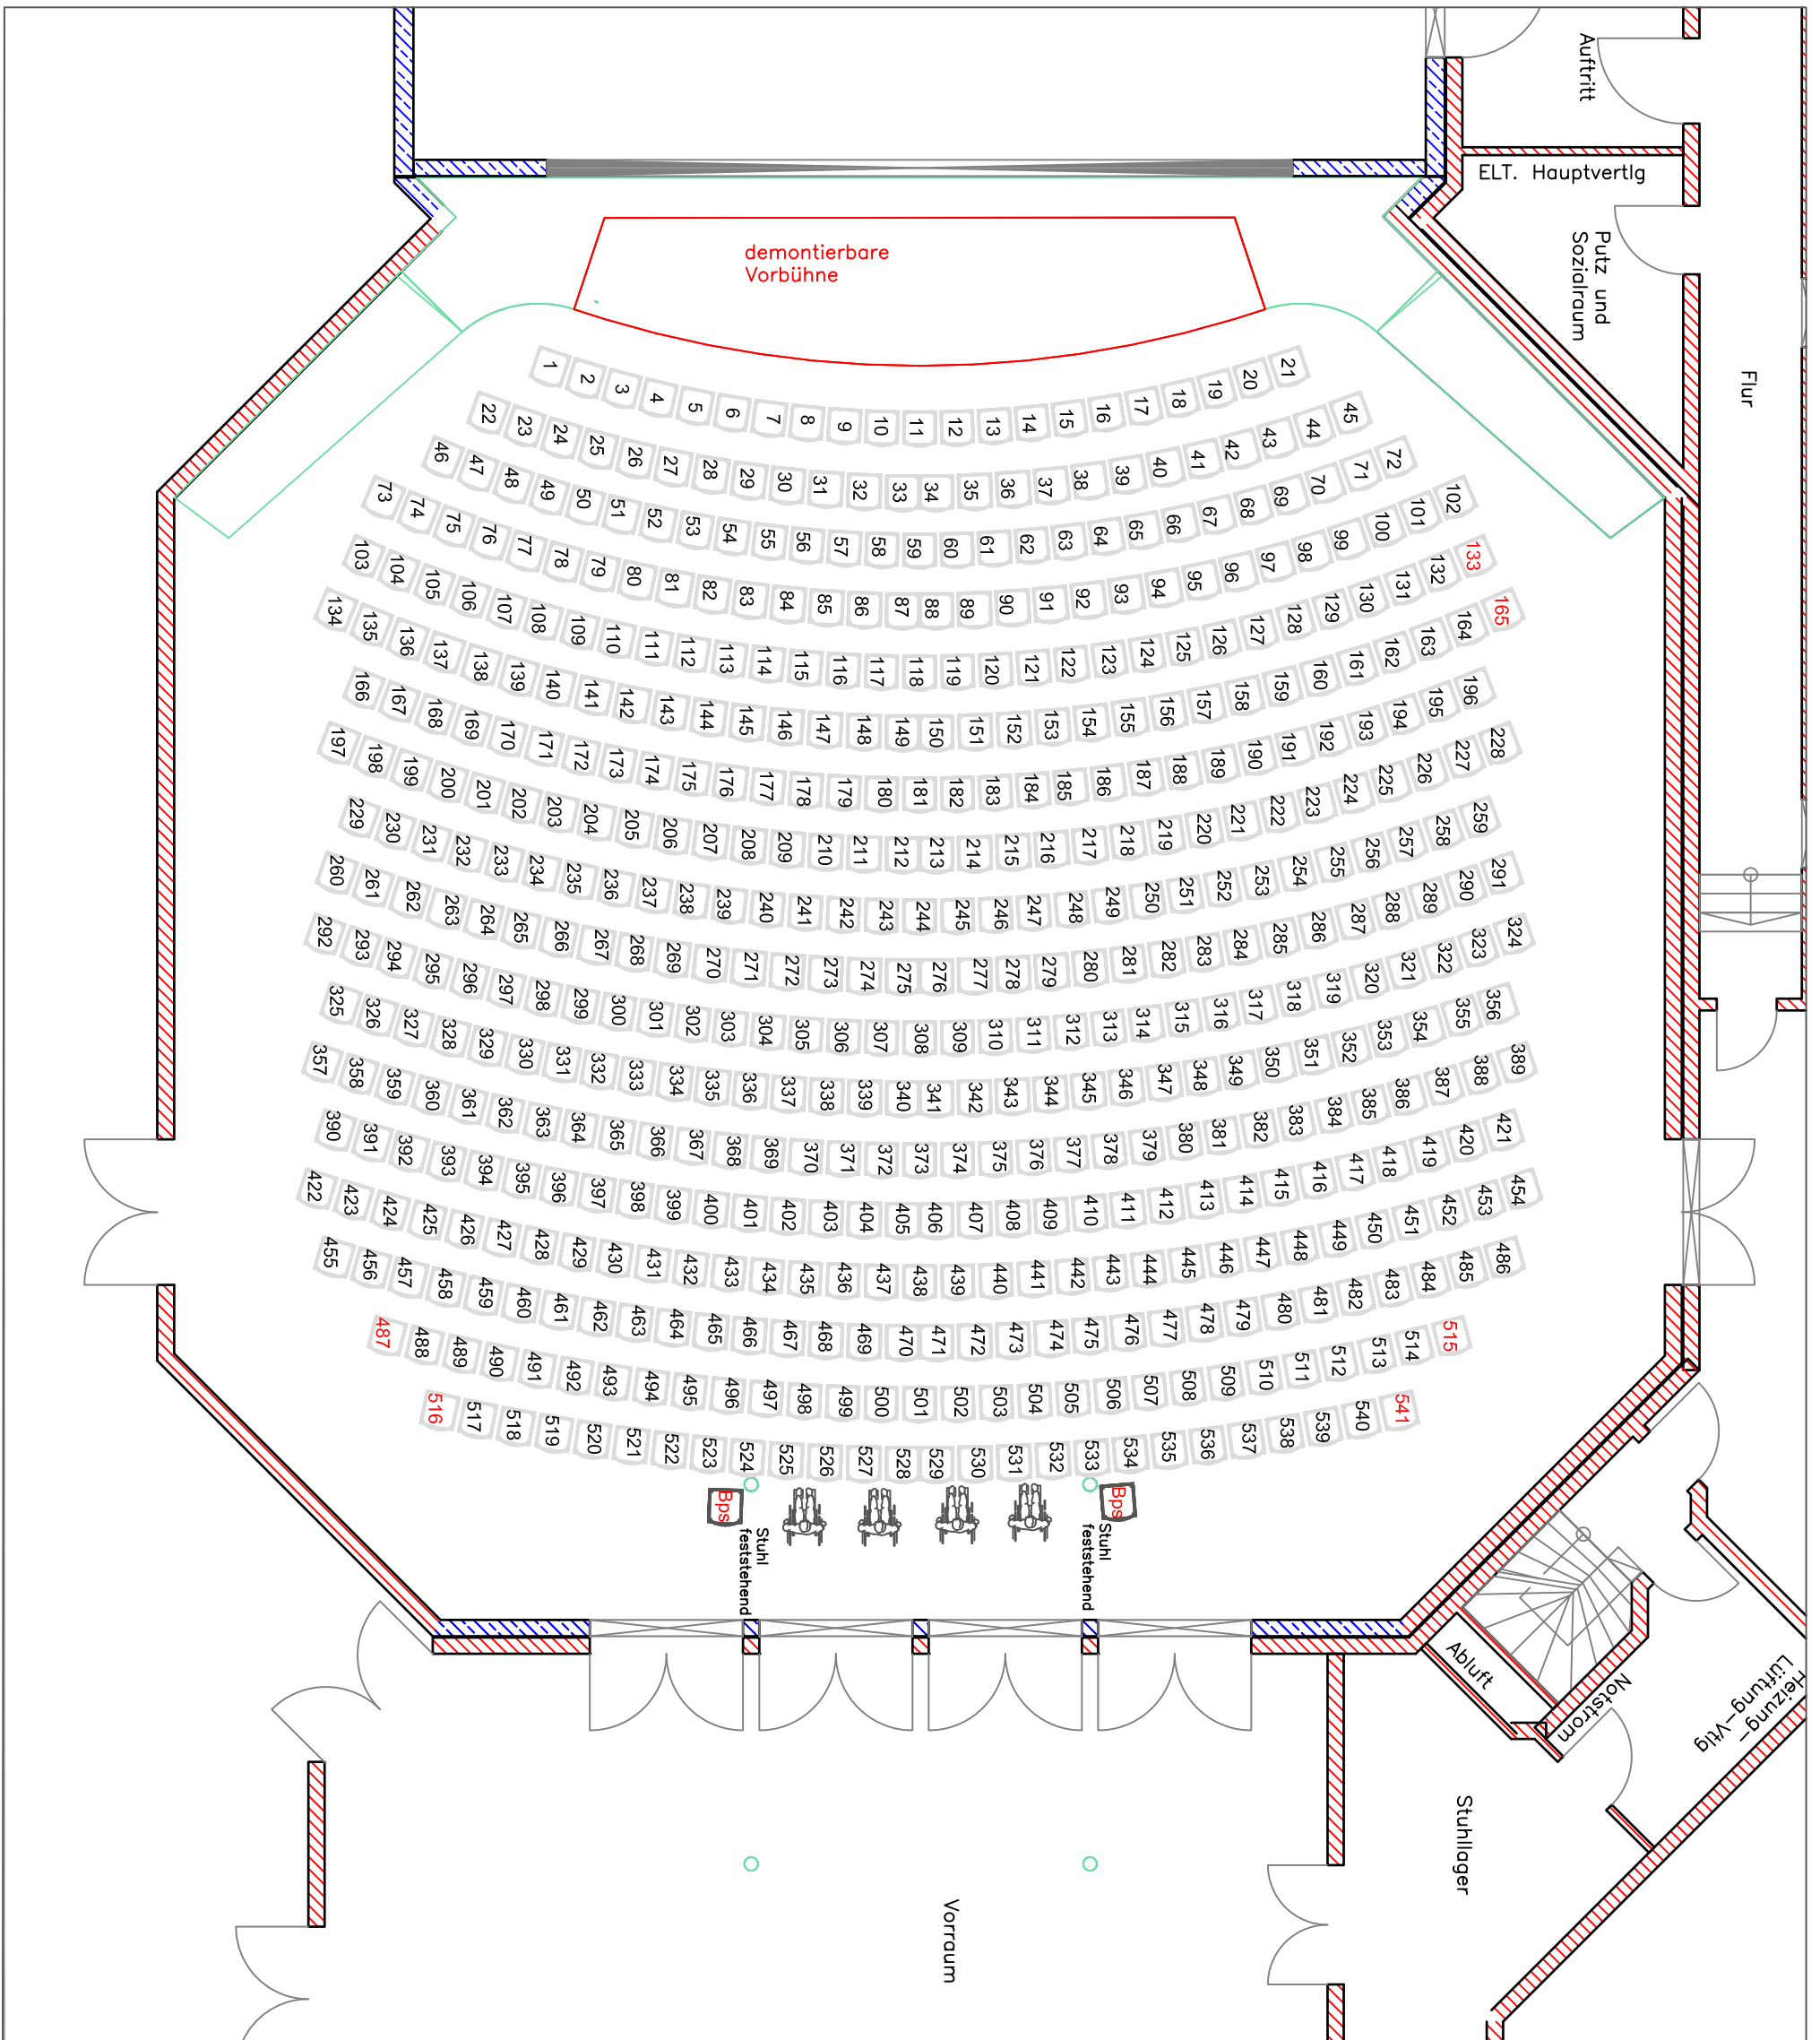 Auftritt
ELT. Hauptvertlg
Putz und
Sozialraum
Flur
demontierbare
Vorbühne
1 2 3 4 5 6 7 8 9 10 11 12 13 14 15 16 17 18 19 20 21
22 23 24 25 26 27 28 29 30 31 32 33 34 35 36 37 38 39 40 41 42 43 44 45
46 47 48 49 50 51 52 53 54 55 56 57 58 59 60 61 62 63 64 65 66 67 68 69 70 71 72
73 74 75 76 77 78 79 80 81 82 83 84 85 86 87 88 89 90 91 92 93 94 95 96 97 98 99 100 101 102
103 104 105 106 107 108 109 110 111 112 113 114 115 116 117 118 119 120 121 122 123 124 125 126 127 128 129 130 131 132 133
134 135 136 137 138 139 140 141 142 143 144 145 146 147 148 149 150 151 152 153 154 155 156 157 158 159 160 161 162 163 164 165
166 167 168 169 170 171 172 173 174 175 176 177 178 179 180 181 182 183 184 185 186 187 188 189 190 191 192 193 194 195 196
197 198 199 200 201 202 203 204 205 206 207 208 209 210 211 212 213 214 215 216 217 218 219 220 221 222 223 224 225 226 227 228
229 230 231 232 233 234 235 236 237 238 239 240 241 242 243 244 245 246 247 248 249 250 251 252 253 254 255 256 257 258 259
260 261 262 263 264 265 266 267 268 269 270 271 272 273 274 275 276 277 278 279 280 281 282 283 284 285 286 287 288 289 290 291
292 293 294 295 296 297 298 299 300 301 302 303 304 305 306 307 308 309 310 311 312 313 314 315 316 317 318 319 320 321 322 323 324
325 326 327 328 329 330 331 332 333 334 335 336 337 338 339 340 341 342 343 344 345 346 347 348 349 350 351 352 353 354 355 356
357 358 359 360 361 362 363 364 365 366 367 368 369 370 371 372 373 374 375 376 377 378 379 380 381 382 383 384 385 386 387 388 389
390 391 392 393 394 395 396 397 398 399 400 401 402 403 404 405 406 407 408 409 410 411 412 413 414 415 416 417 418 419 420 421
422 423 424 425 426 427 428 429 430 431 432 433 434 435 436 437 438 439 440 441 442 443 444 445 446 447 448 449 450 451 452 453 454
455 456 457 458 459 460 461 462 463 464 465 466 467 468 469 470 471 472 473 474 475 476 477 478 479 480 481 482 483 484 485 486
487 488 489 490 491 492 493 494 495 496 497 498 499 500 501 502 503 504 505 506 507 508 509 510 511 512 513 514 515
516 517 518 519 520 521 522 523 524 525 526 527 528 529 530 531 532 533 534 535 536 537 538 539 540 541
Bps
Bps
Stuhl
feststehend
Stuhl
feststehend
Abluft
Notstrom
Heizung-
Lüftung-Vtlg
Stuhllager
Vorraum